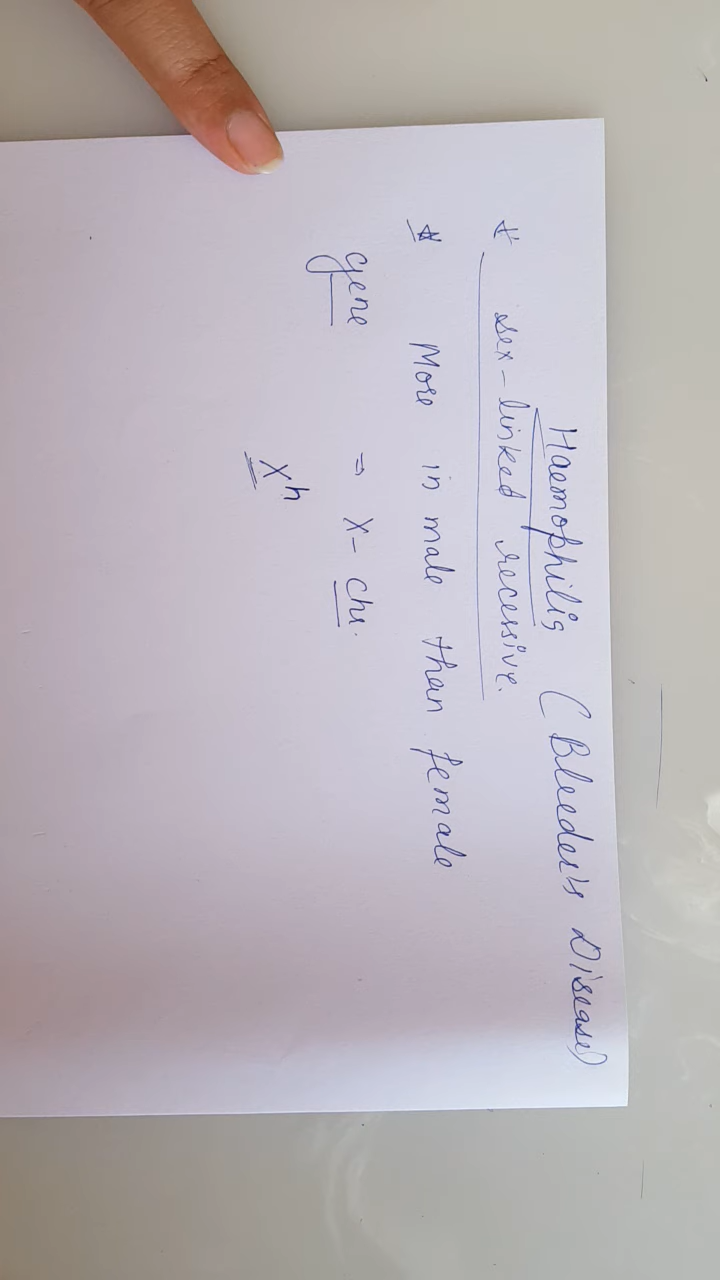 Haemophilia (Bleeder's Disease)
* sex-linked recessive.
* More in male than female
gene ⇒ X-chr.
Xʰ